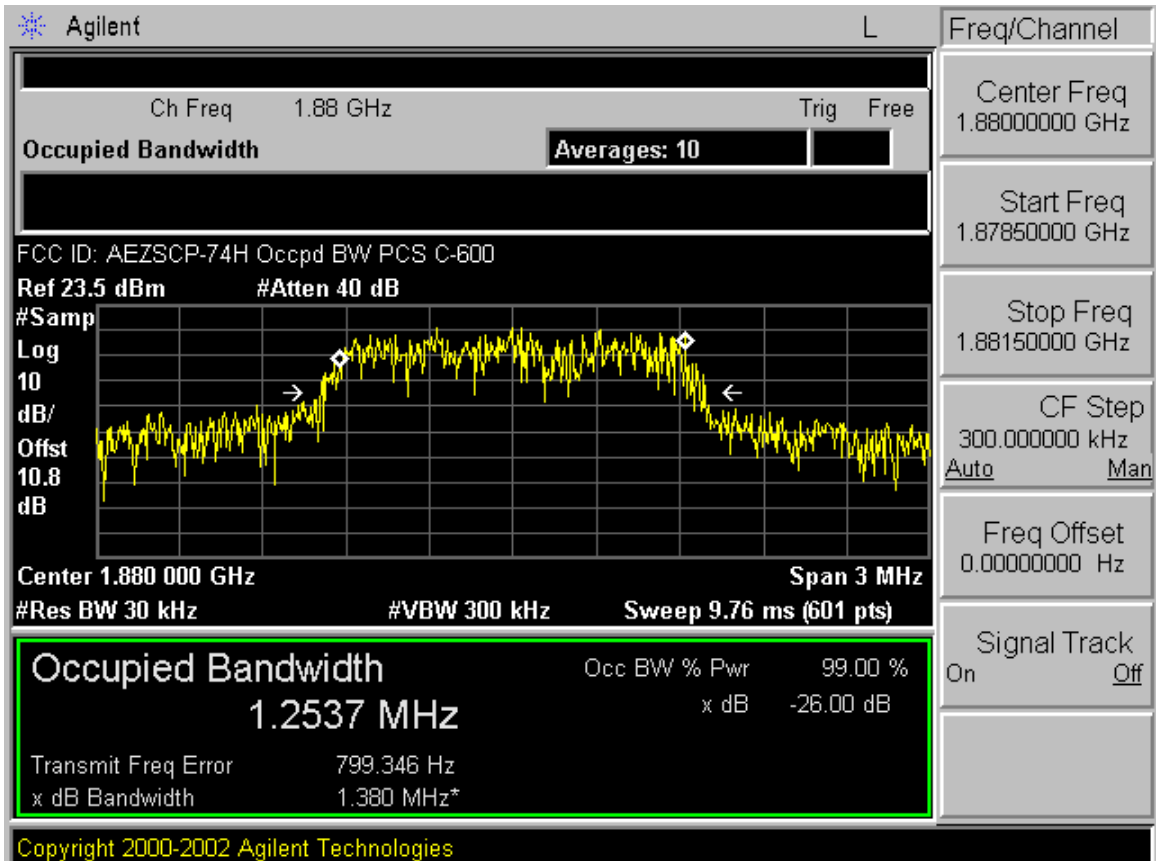 Agilent L
Freq/Channel
Ch Freq 1.88 GHz Trig Free
Occupied Bandwidth Averages: 10
FCC ID: AEZSCP-74H Occpd BW PCS C-600
Ref 23.5 dBm #Atten 40 dB
#Samp
Log
10
dB/
Offst
10.8
dB
Center 1.880 000 GHz Span 3 MHz
#Res BW 30 kHz #VBW 300 kHz Sweep 9.76 ms (601 pts)
Occupied Bandwidth
1.2537 MHz
Occ BW % Pwr 99.00 %
x dB -26.00 dB
Transmit Freq Error 799.346 Hz
x dB Bandwidth 1.380 MHz*
Copyright 2000-2002 Agilent Technologies
Center Freq
1.88000000 GHz
Start Freq
1.87850000 GHz
Stop Freq
1.88150000 GHz
CF Step
300.000000 kHz
Auto Man
Freq Offset
0.00000000 Hz
Signal Track
On Off